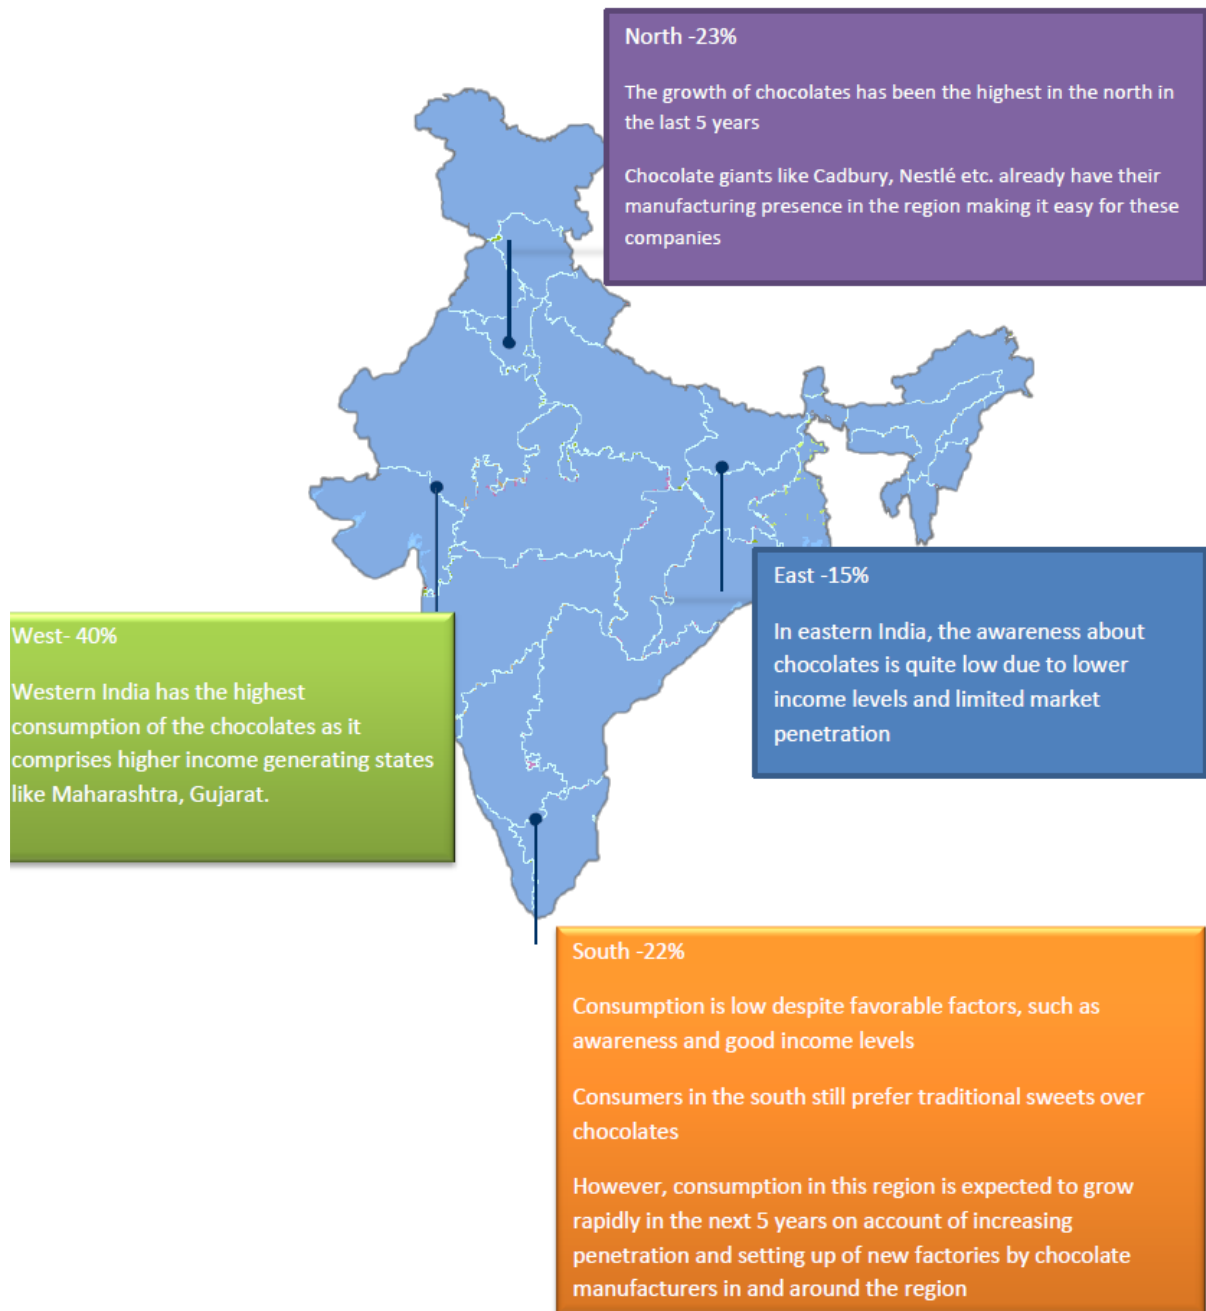 North -23%
The growth of chocolates has been the highest in the north in
the last 5 years
Chocolate giants like Cadbury, Nestlé etc. already have their
manufacturing presence in the region making it easy for these
companies
East -15%
In eastern India, the awareness about
chocolates is quite low due to lower
income levels and limited market
penetration
West- 40%
Western India has the highest
consumption of the chocolates as it
comprises higher income generating states
like Maharashtra, Gujarat.
South -22%
Consumption is low despite favorable factors, such as
awareness and good income levels
Consumers in the south still prefer traditional sweets over
chocolates
However, consumption in this region is expected to grow
rapidly in the next 5 years on account of increasing
penetration and setting up of new factories by chocolate
manufacturers in and around the region